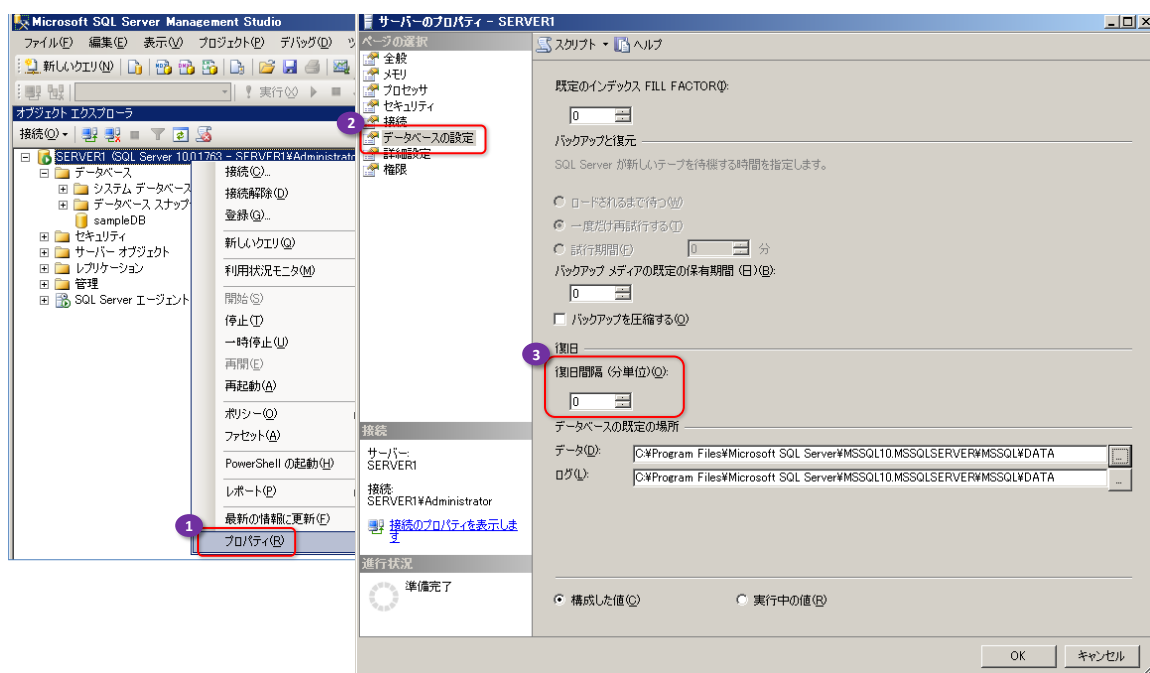 Microsoft SQL Server Management Studio
ファイル(F) 編集(E) 表示(V) プロジェクト(P) デバッグ(D) ツ
新しいクエリ(N)
実行(X)
オブジェクト エクスプローラ
接続(O)
SERVER1 (SQL Server 10.0.1763 - SERVER1¥Administrato
データベース
システム データベース
データベース スナップ
sampleDB
セキュリティ
サーバー オブジェクト
レプリケーション
管理
SQL Server エージェント
接続(C)...
接続解除(D)
登録(G)...
新しいクエリ(Q)
利用状況モニタ(M)
開始(S)
停止(T)
一時停止(U)
再開(E)
再起動(A)
ポリシー(O)
ファセット(A)
PowerShell の起動(H)
レポート(P)
最新の情報に更新(F)
1
プロパティ(R)
サーバーのプロパティ - SERVER1
ページの選択
全般
メモリ
プロセッサ
セキュリティ
接続
2
データベースの設定
詳細設定
権限
接続
サーバー:
SERVER1
接続:
SERVER1¥Administrator
接続のプロパティを表示しま
す
進行状況
準備完了
スクリプト ヘルプ
既定のインデックス FILL FACTOR(I):
0
バックアップと復元
SQL Server が新しいテープを待機する時間を指定します。
ロードされるまで待つ(W)
一度だけ再試行する(T)
試行期間(F) 0 分
バックアップ メディアの既定の保有期間 (日)(B):
0
バックアップを圧縮する(O)
復旧
3
復旧間隔 (分単位)(O):
0
データベースの既定の場所
データ(D): C:¥Program Files¥Microsoft SQL Server¥MSSQL10.MSSQLSERVER¥MSSQL¥DATA ...
ログ(L): C:¥Program Files¥Microsoft SQL Server¥MSSQL10.MSSQLSERVER¥MSSQL¥DATA ...
構成した値(C) 実行中の値(R)
OK キャンセル